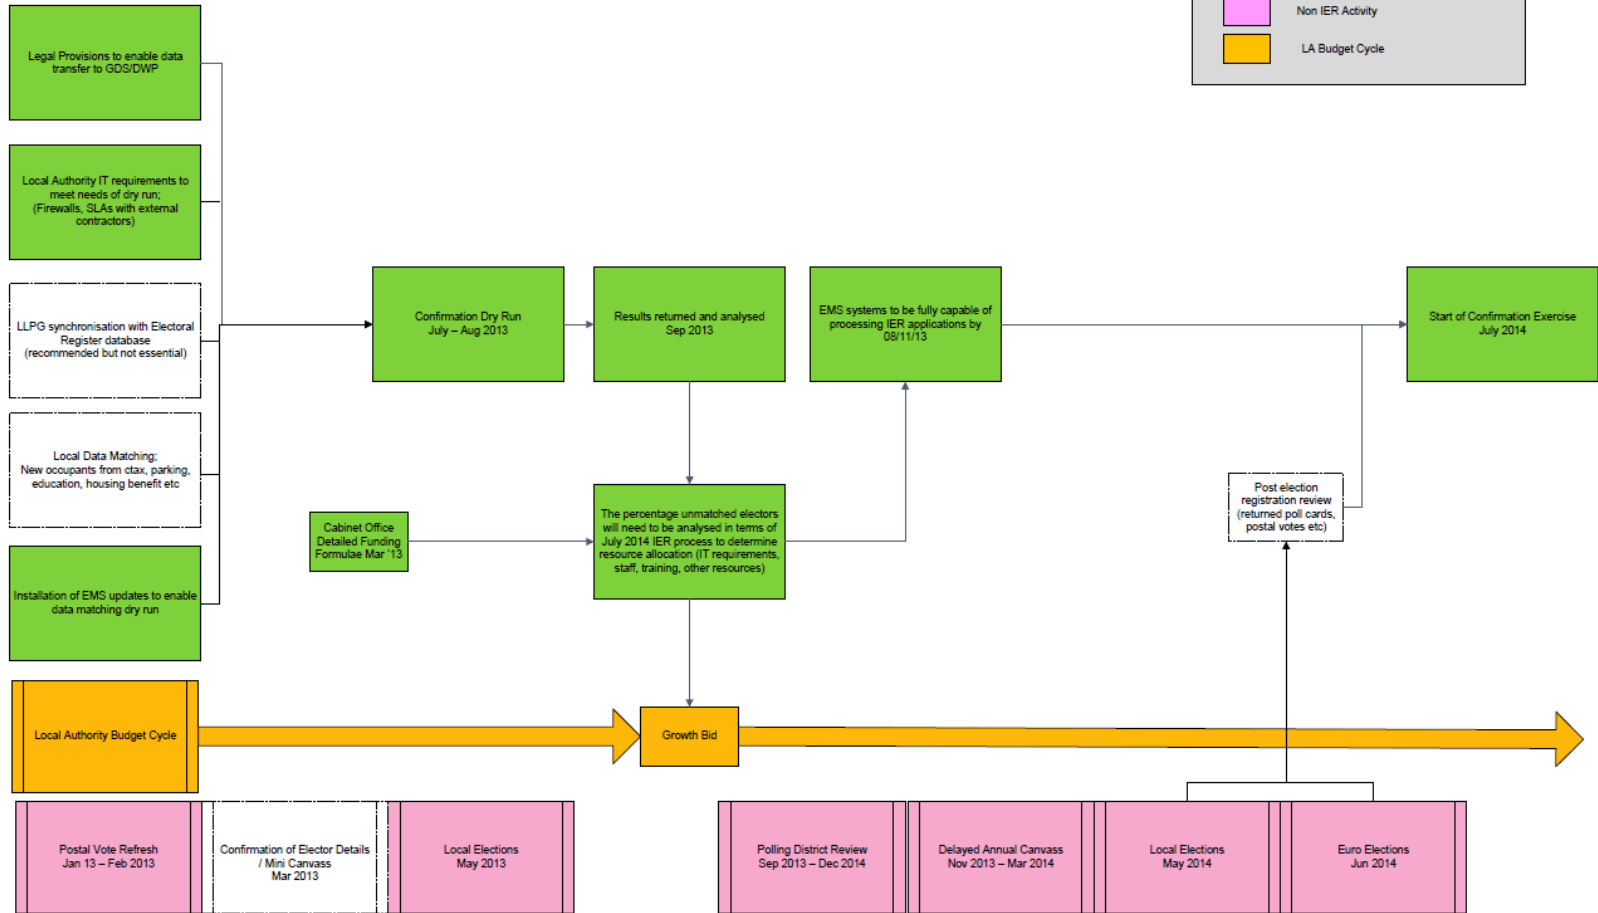 Non IER Activity
LA Budget Cycle
Legal Provisions to enable data
transfer to GDS/DWP
Local Authority IT requirements to
meet needs of dry run;
(Firewalls, SLAs with external
contractors)
LLPG synchronisation with Electoral
Register database
(recommended but not essential)
Local Data Matching;
New occupants from ctax, parking,
education, housing benefit etc
Installation of EMS updates to enable
data matching dry run
Confirmation Dry Run
July – Aug 2013
Results returned and analysed
Sep 2013
EMS systems to be fully capable of
processing IER applications by
08/11/13
Start of Confirmation Exercise
July 2014
Cabinet Office
Detailed Funding
Formulae Mar '13
The percentage unmatched electors
will need to be analysed in terms of
July 2014 IER process to determine
resource allocation (IT requirements,
staff, training, other resources)
Post election
registration review
(returned poll cards,
postal votes etc)
Local Authority Budget Cycle
Growth Bid
Postal Vote Refresh
Jan 13 – Feb 2013
Confirmation of Elector Details
/ Mini Canvass
Mar 2013
Local Elections
May 2013
Polling District Review
Sep 2013 – Dec 2014
Delayed Annual Canvass
Nov 2013 – Mar 2014
Local Elections
May 2014
Euro Elections
Jun 2014